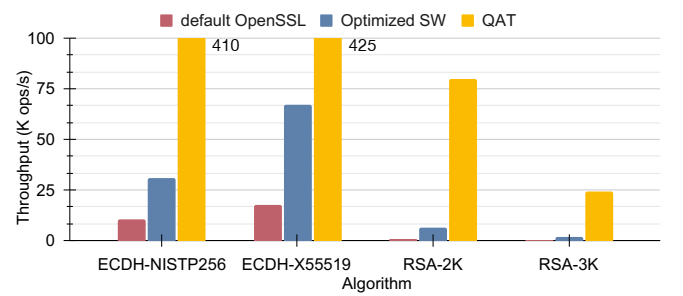 default OpenSSL Optimized SW QAT
Throughput (K ops/s)
100
75
50
25
0
410
425
ECDH-NISTP256 ECDH-X55519 RSA-2K RSA-3K
Algorithm